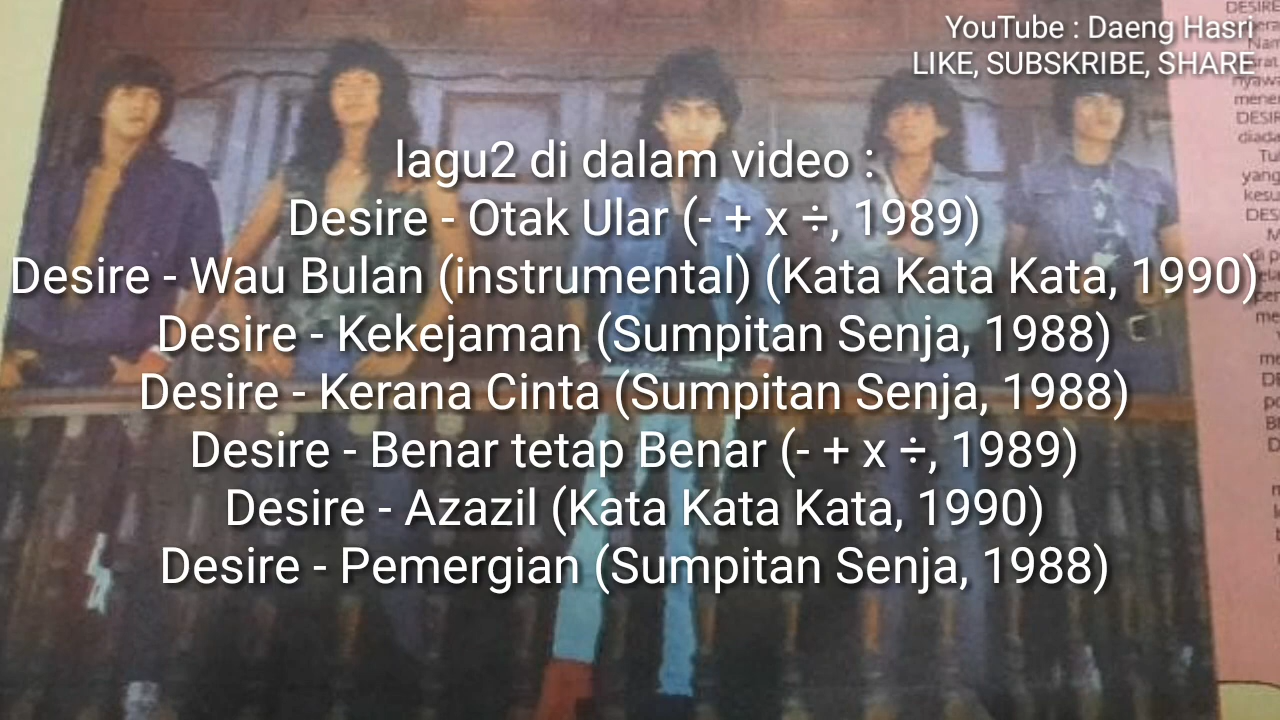 YouTube : Daeng Hasri
LIKE, SUBSKRIBE, SHARE
lagu2 di dalam video :
Desire - Otak Ular (- + x ÷, 1989)
Desire - Wau Bulan (instrumental) (Kata Kata Kata, 1990)
Desire - Kekejaman (Sumpitan Senja, 1988)
Desire - Kerana Cinta (Sumpitan Senja, 1988)
Desire - Benar tetap Benar (- + x ÷, 1989)
Desire - Azazil (Kata Kata Kata, 1990)
Desire - Pemergian (Sumpitan Senja, 1988)
DESIRE
yang